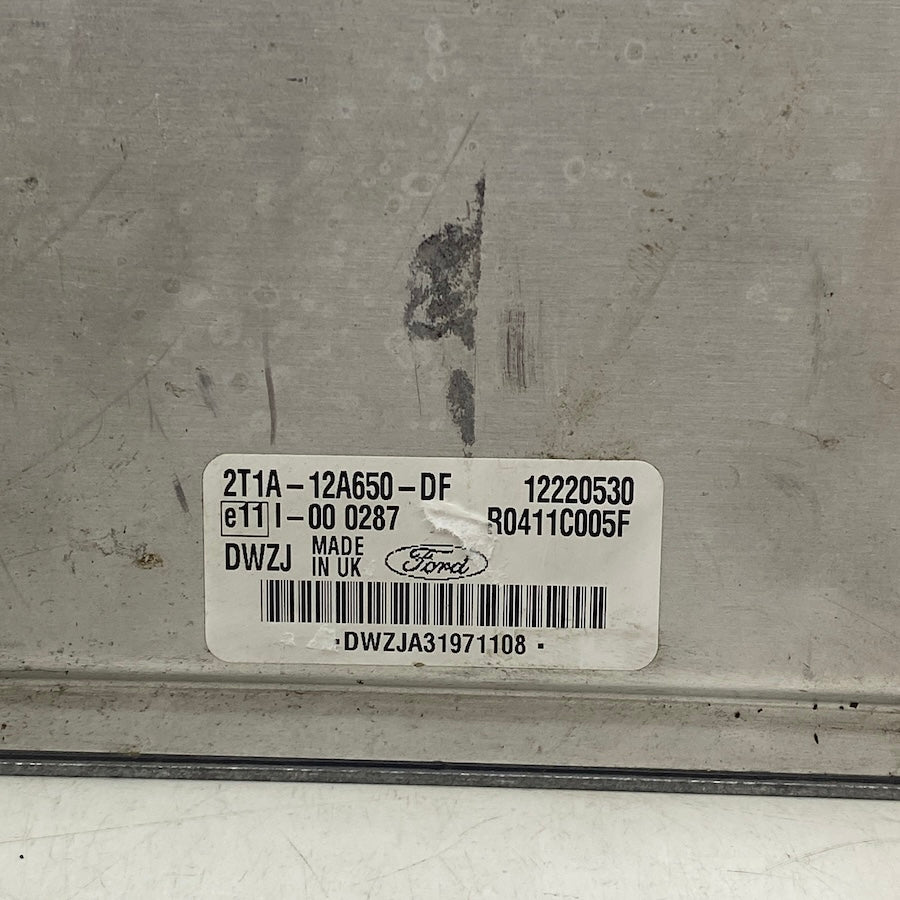 2T1A-12A650-DF 12220530
e11 I-00 0287 R0411C005F
DWZJ MADE IN UK Ford
·DWZJA31971108·